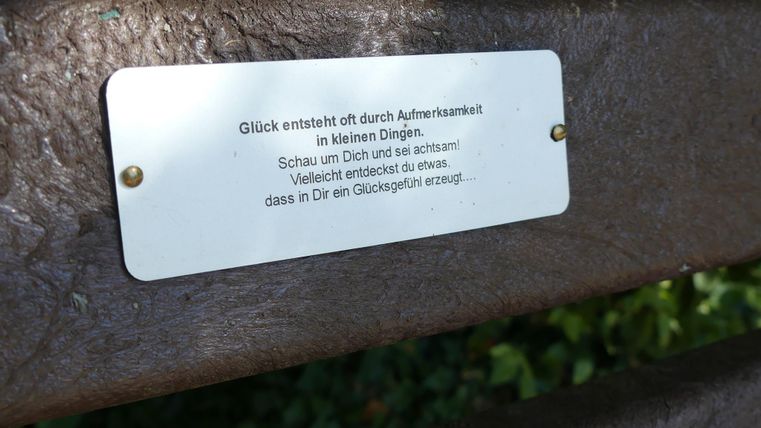 Glück entsteht oft durch Aufmerksamkeit
in kleinen Dingen.
Schau um Dich und sei achtsam!
Vielleicht entdeckst du etwas,
dass in Dir ein Glücksgefühl erzeugt....